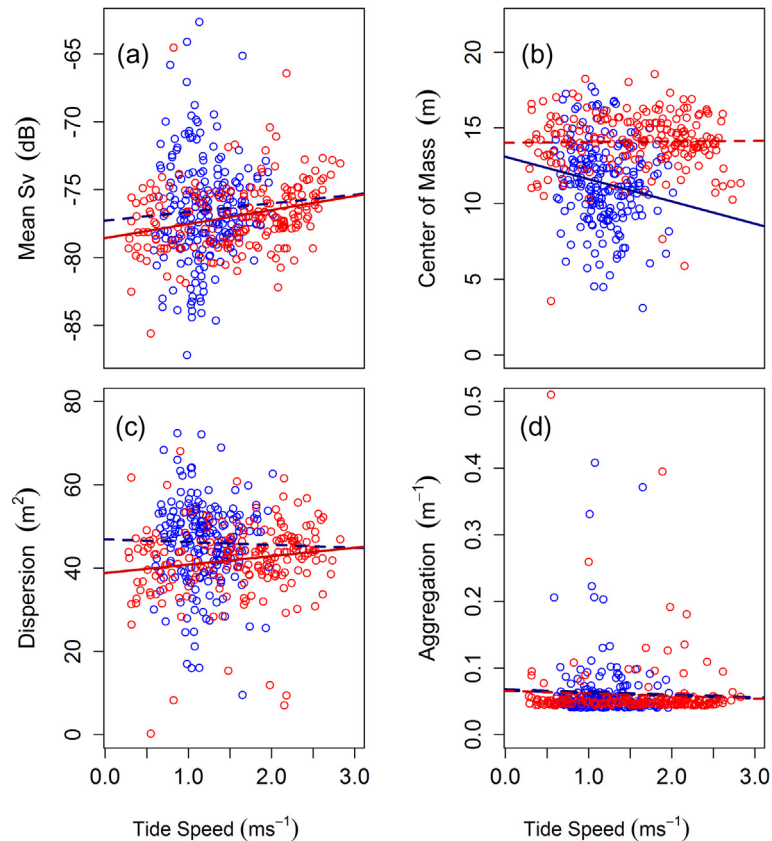 (a)
Mean Sv (dB)
-65
-70
-75
-80
-85
(b)
Center of Mass (m)
20
15
10
5
0
(c)
Dispersion (m²)
80
60
40
20
0
0.0 1.0 2.0 3.0
Tide Speed (ms⁻¹)
(d)
Aggregation (m⁻¹)
0.5
0.4
0.3
0.2
0.1
0.0
0.0 1.0 2.0 3.0
Tide Speed (ms⁻¹)